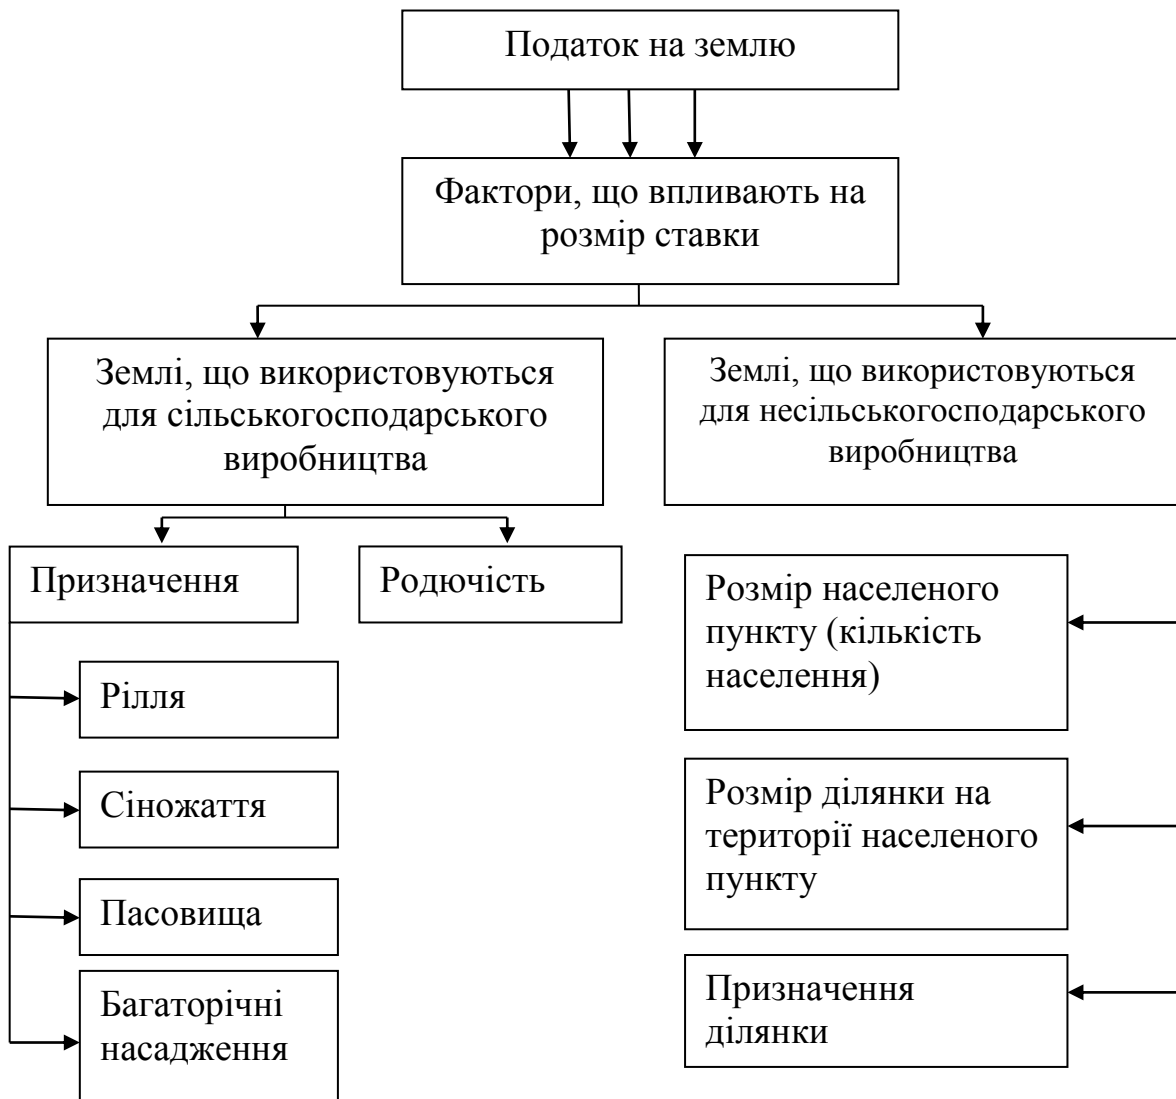 Податок на землю
Фактори, що впливають на
розмір ставки
Землі, що використовуються
для сільськогосподарського
виробництва
Землі, що використовуються
для несільськогосподарського
виробництва
Призначення
Родючість
Рілля
Сіножаття
Пасовища
Багаторічні
насадження
Розмір населеного
пункту (кількість
населення)
Розмір ділянки на
території населеного
пункту
Призначення
ділянки